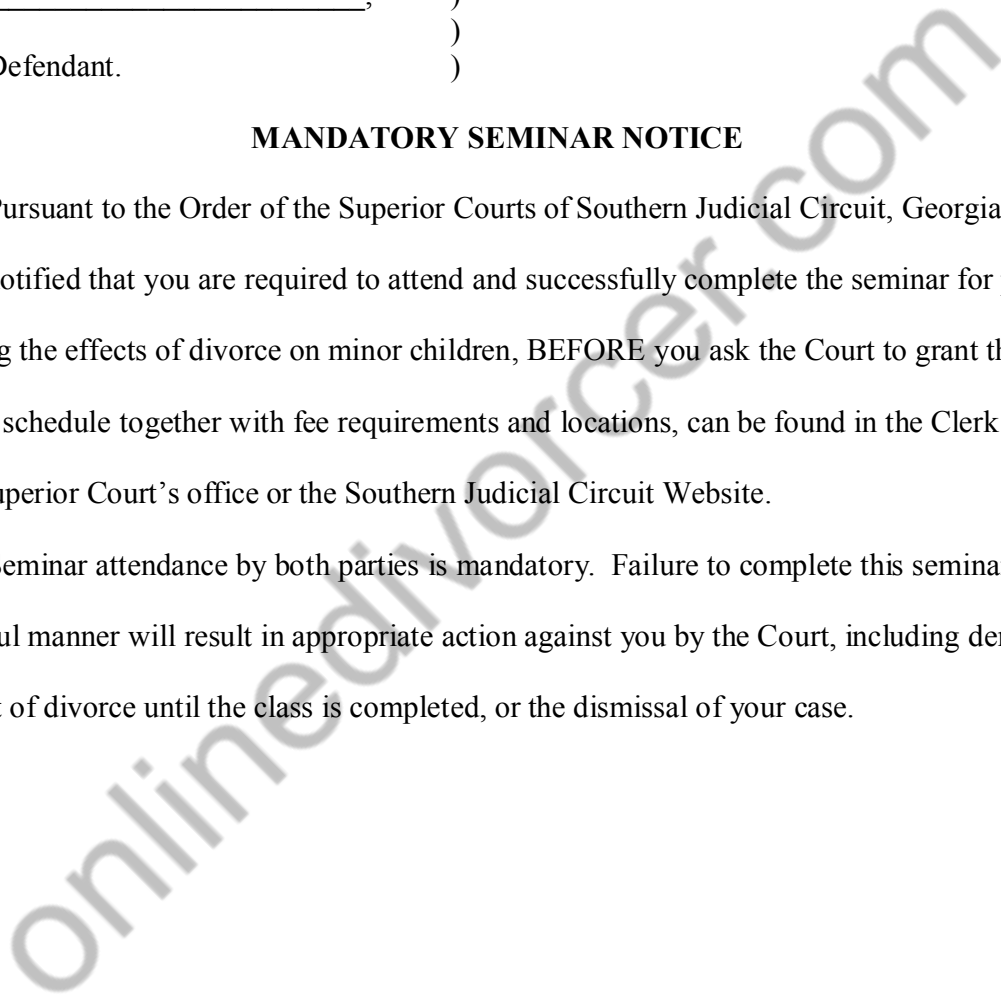 _________________________, )
)
Defendant. )
MANDATORY SEMINAR NOTICE
Pursuant to the Order of the Superior Courts of Southern Judicial Circuit, Georgia
otified that you are required to attend and successfully complete the seminar for
g the effects of divorce on minor children, BEFORE you ask the Court to grant th
schedule together with fee requirements and locations, can be found in the Clerk
uperior Court’s office or the Southern Judicial Circuit Website.
Seminar attendance by both parties is mandatory.  Failure to complete this semina
ul manner will result in appropriate action against you by the Court, including de
t of divorce until the class is completed, or the dismissal of your case.
onlinedivorcer.com